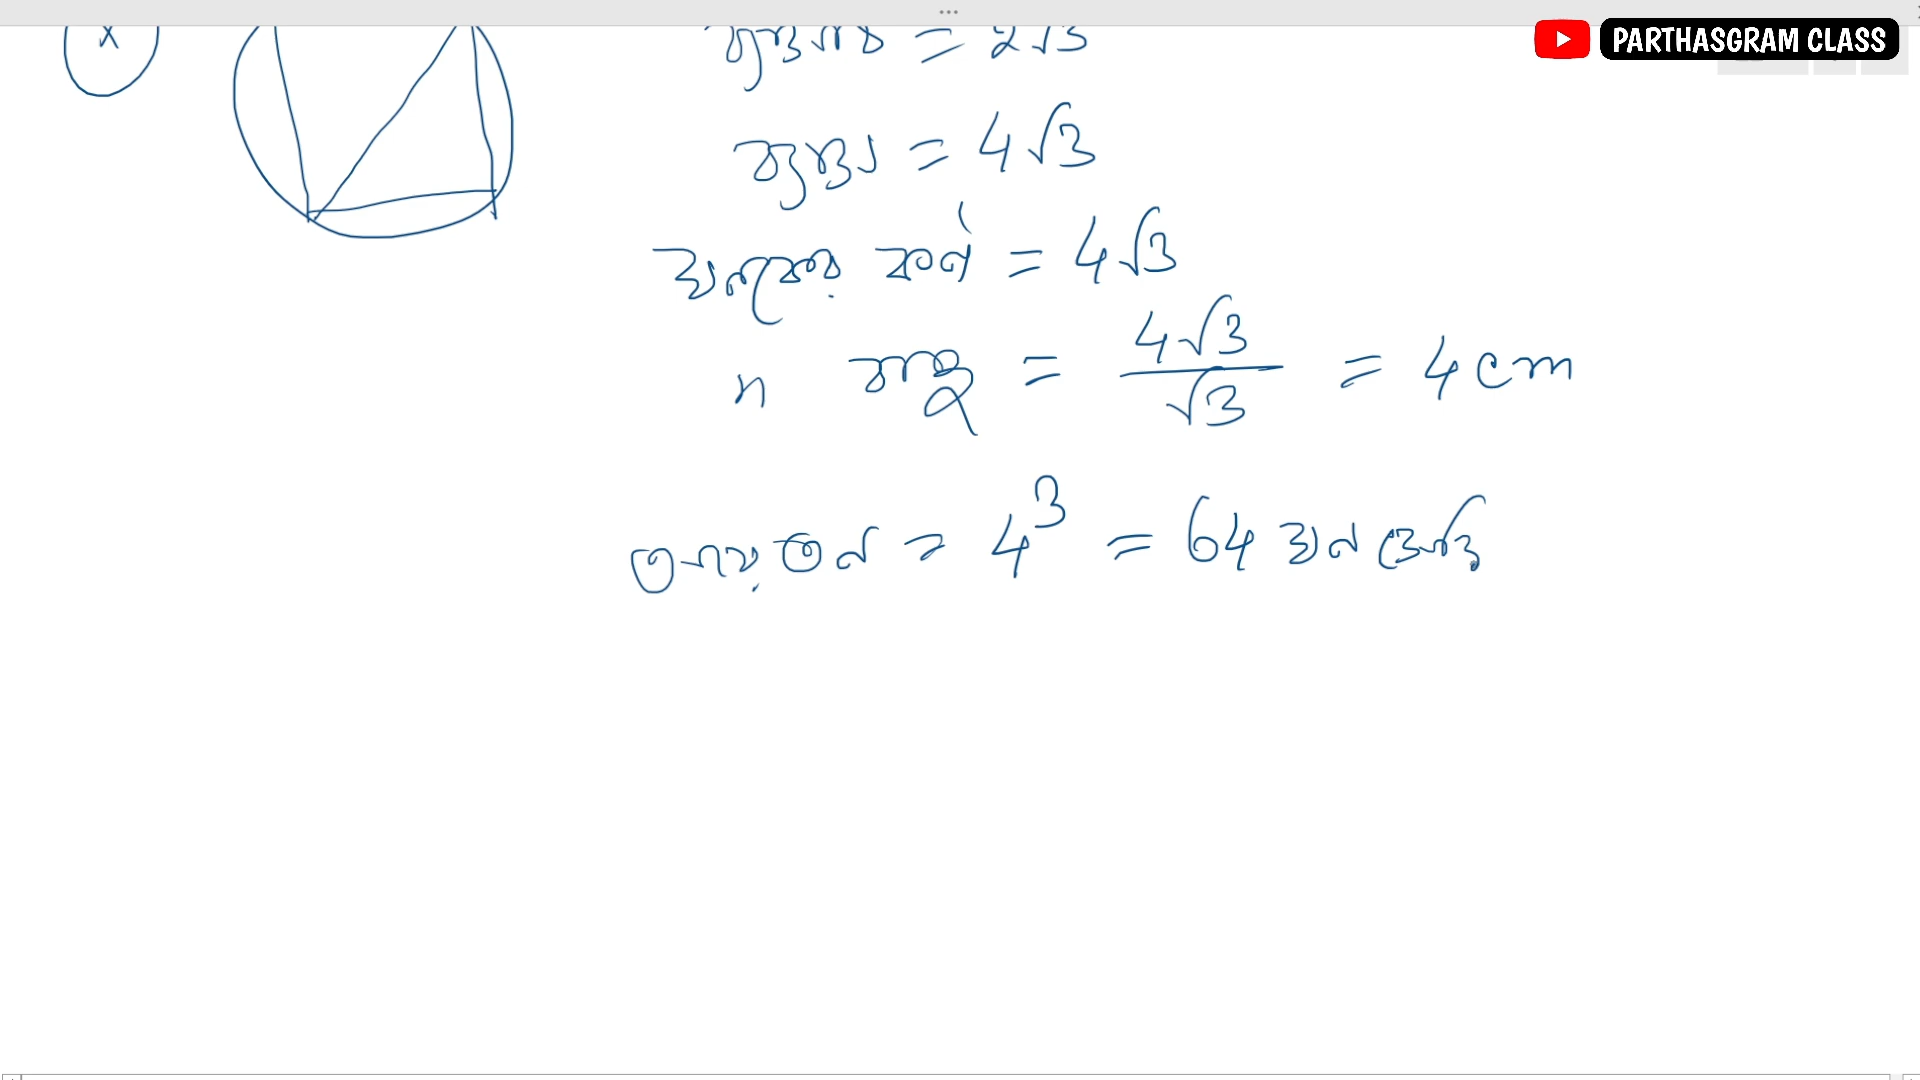 PARTHASGRAM CLASS
x
ব্যাসার্ধ = 2√3
ব্যাস = 4√3
ঘনকের কর্ণ = 4√3
" বাহু = 4√3 / √3 = 4 cm
আয়তন = 4³ = 64 ঘন সেমি